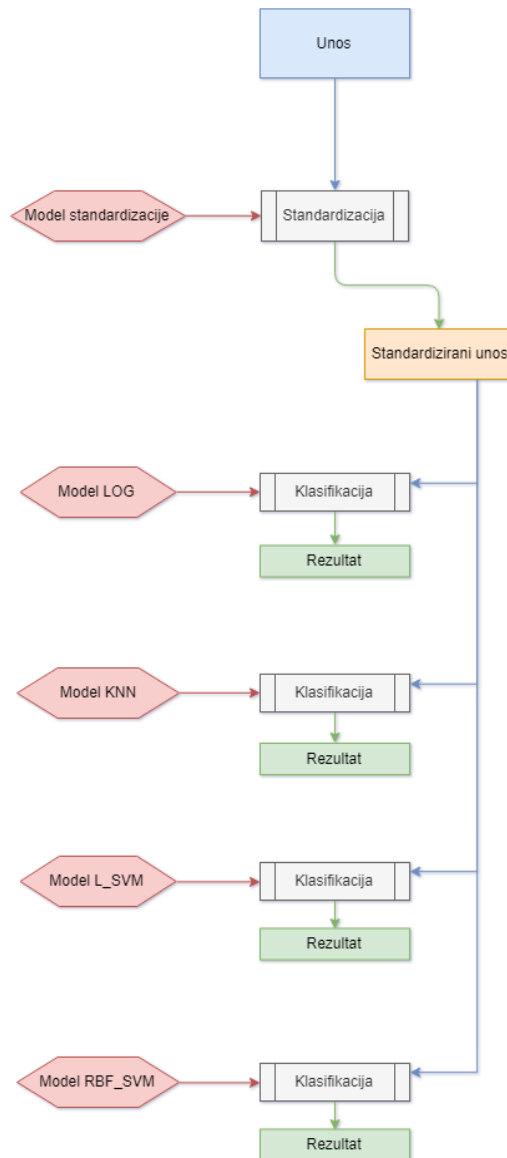 Unos
Model standardizacije
Standardizacija
Standardizirani unos
Model LOG
Klasifikacija
Rezultat
Model KNN
Klasifikacija
Rezultat
Model L_SVM
Klasifikacija
Rezultat
Model RBF_SVM
Klasifikacija
Rezultat